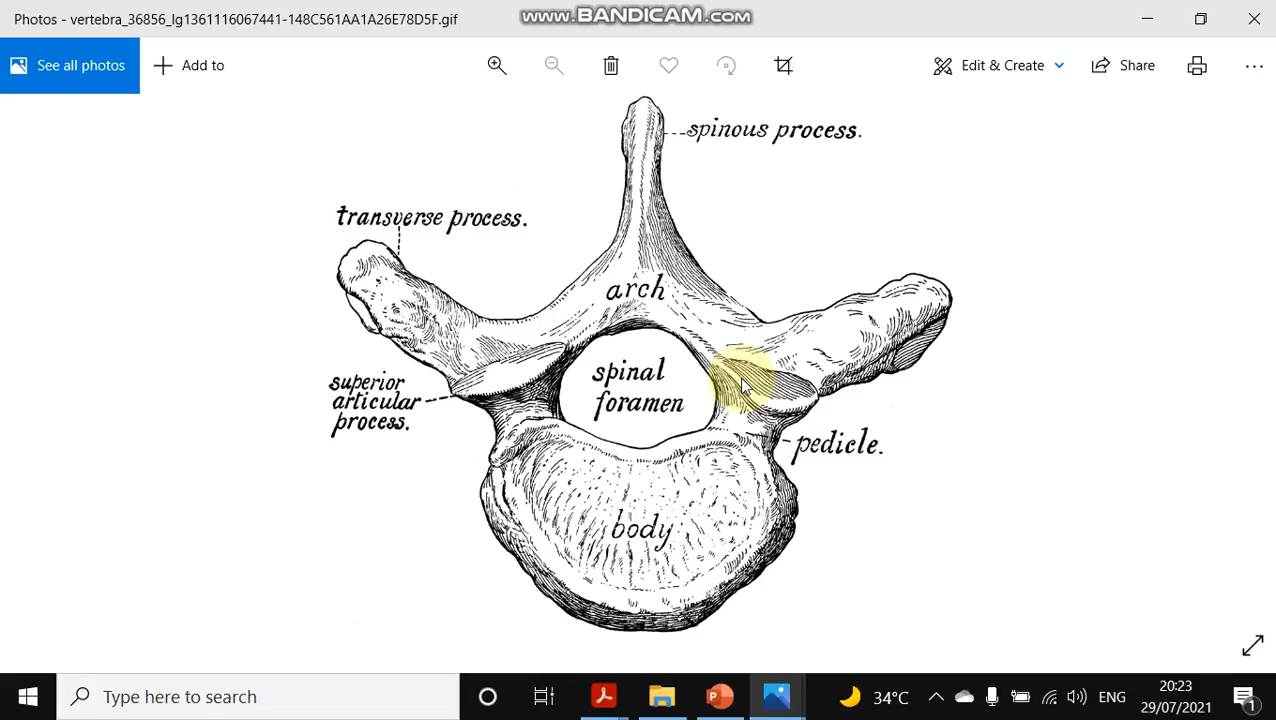 Photos - vertebra_36856_lg1361116067441-148C561AA1A26E78D5F.gif
www.BANDICAM.com
See all photos
Add to
Edit & Create
Share
spinous process.
transverse process.
arch
spinal
foramen
superior
articular
process.
pedicle.
body
Type here to search
34°C
ENG
20:23
29/07/2021
1